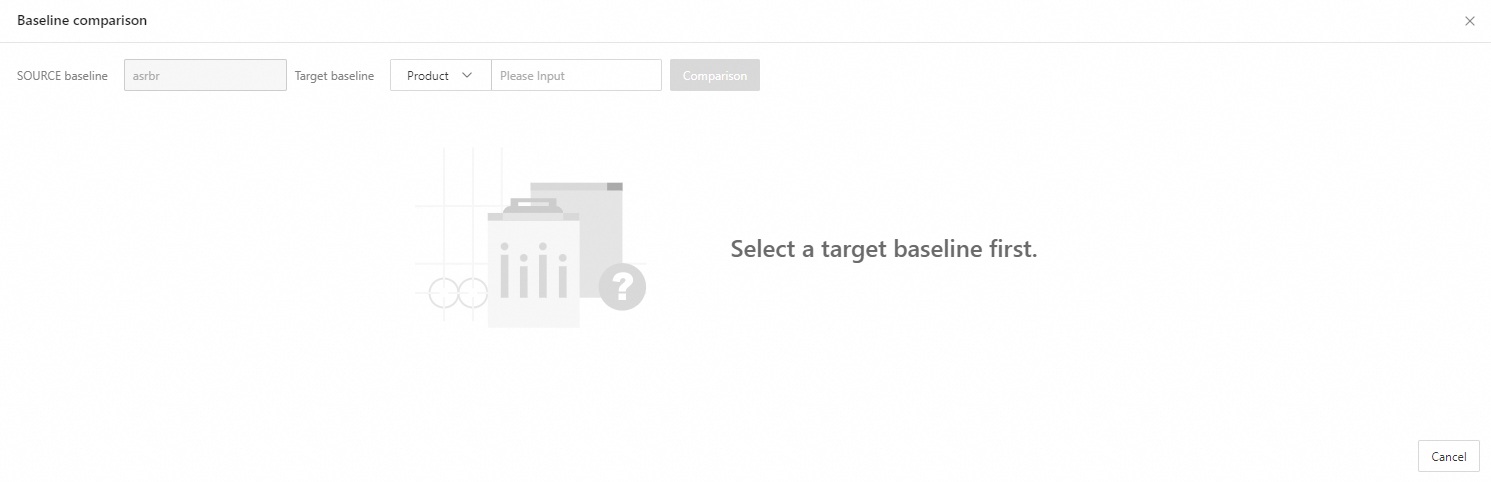 Baseline comparison
SOURCE baseline asrbr Target baseline Product Please Input Comparison
Select a target baseline first.
Cancel